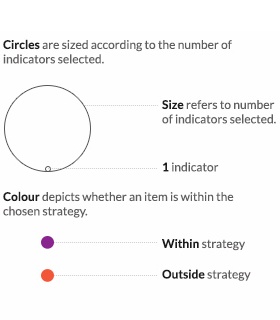 Circles are sized according to the number of
indicators selected.
Size refers to number
of indicators selected.
1 indicator
Colour depicts whether an item is within the
chosen strategy.
Within strategy
Outside strategy